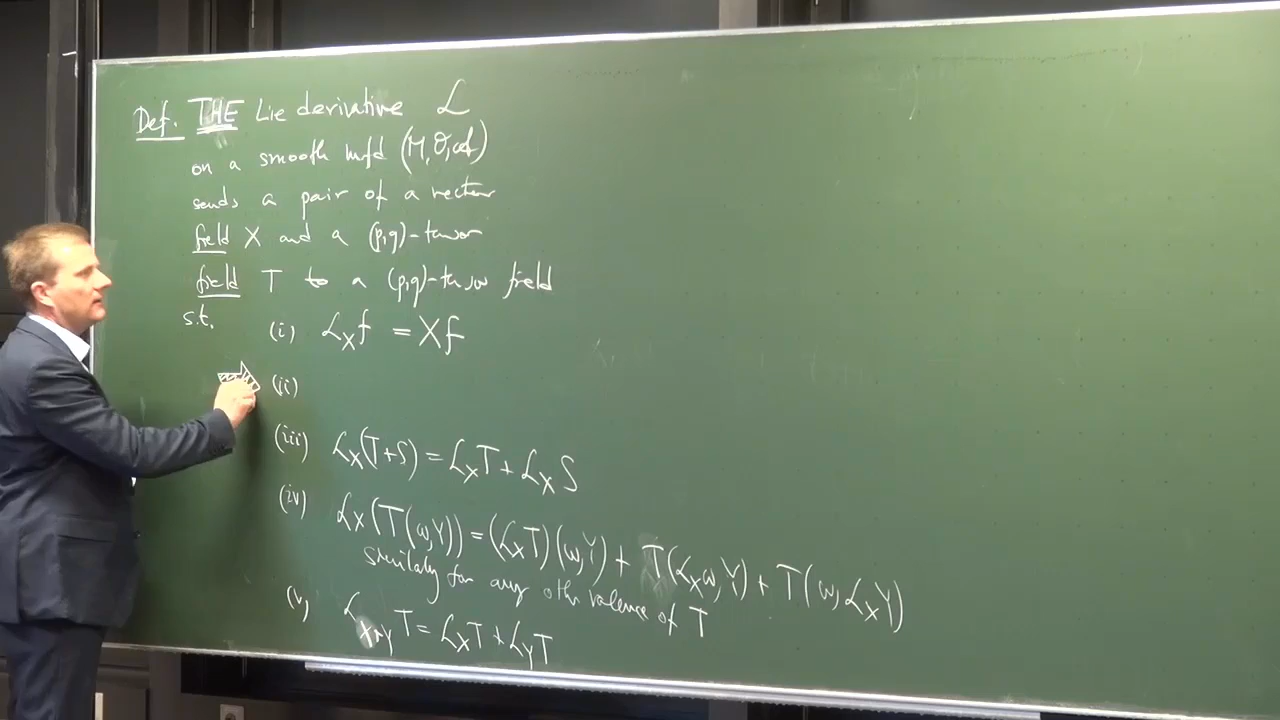 Def. THE Lie derivative ℒ
on a smooth mfd (M, O, A)
sends a pair of a vector
field X and a (p,q)-tensor
field T to a (p,q)-tensor field
s.t. (i) ℒ_X f = Xf
(ii)
(iii) ℒ_X(T+S) = ℒ_X T + ℒ_X S
(iv) ℒ_X(T(ω,Y)) = (ℒ_X T)(ω,Y) + T(ℒ_X ω, Y) + T(ω, ℒ_X Y)
similarly for any other valence of T
(v) ℒ_{X+Y} T = ℒ_X T + ℒ_Y T